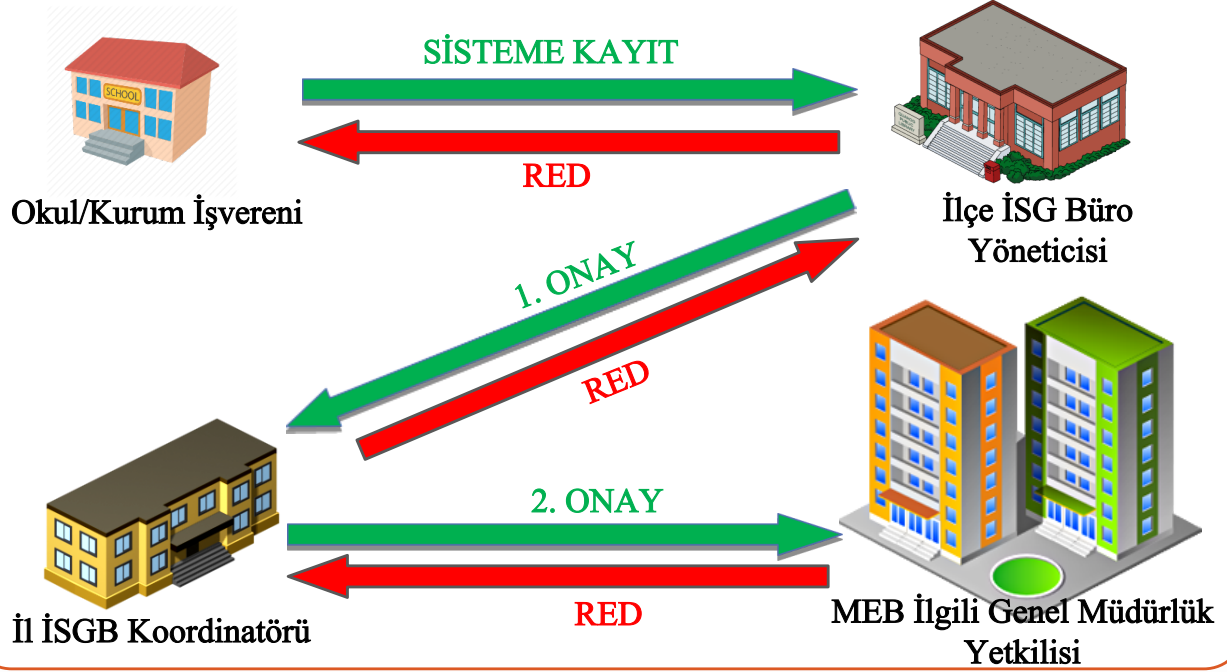 SİSTEME KAYIT
SCHOOL
RED
Okul/Kurum İşvereni
İlçe İSG Büro
Yöneticisi
1. ONAY
RED
2. ONAY
RED
İl İSGB Koordinatörü
MEB İlgili Genel Müdürlük
Yetkilisi